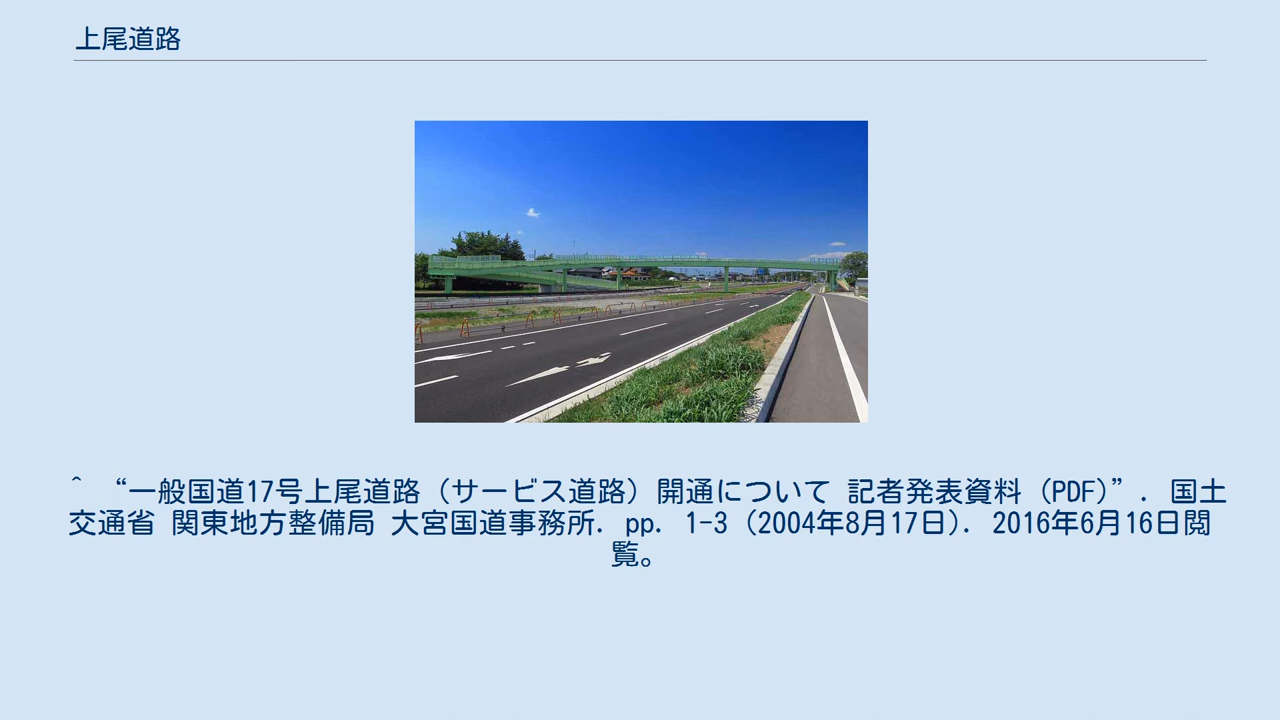 上尾道路
^ “一般国道17号上尾道路（サービス道路）開通について 記者発表資料 (PDF)”. 国土
交通省 関東地方整備局 大宮国道事務所. pp. 1-3 (2004年8月17日). 2016年6月16日閲
覧。